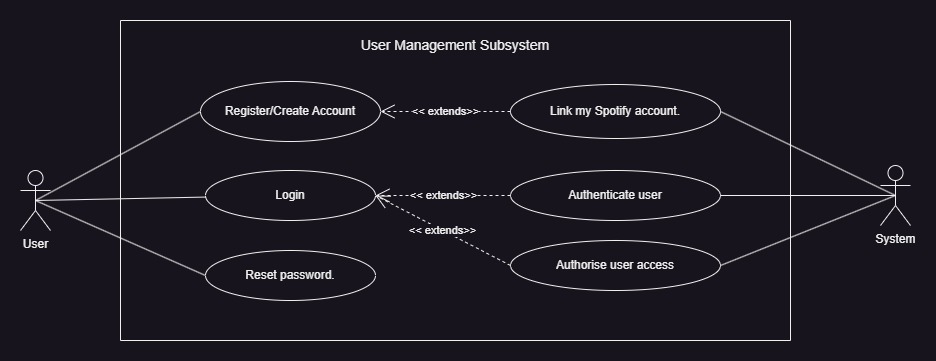 User Management Subsystem
Register/Create Account
<< extends>>
Link my Spotify account.
Login
<< extends>>
Authenticate user
<< extends>>
Reset password.
Authorise user access
User
System